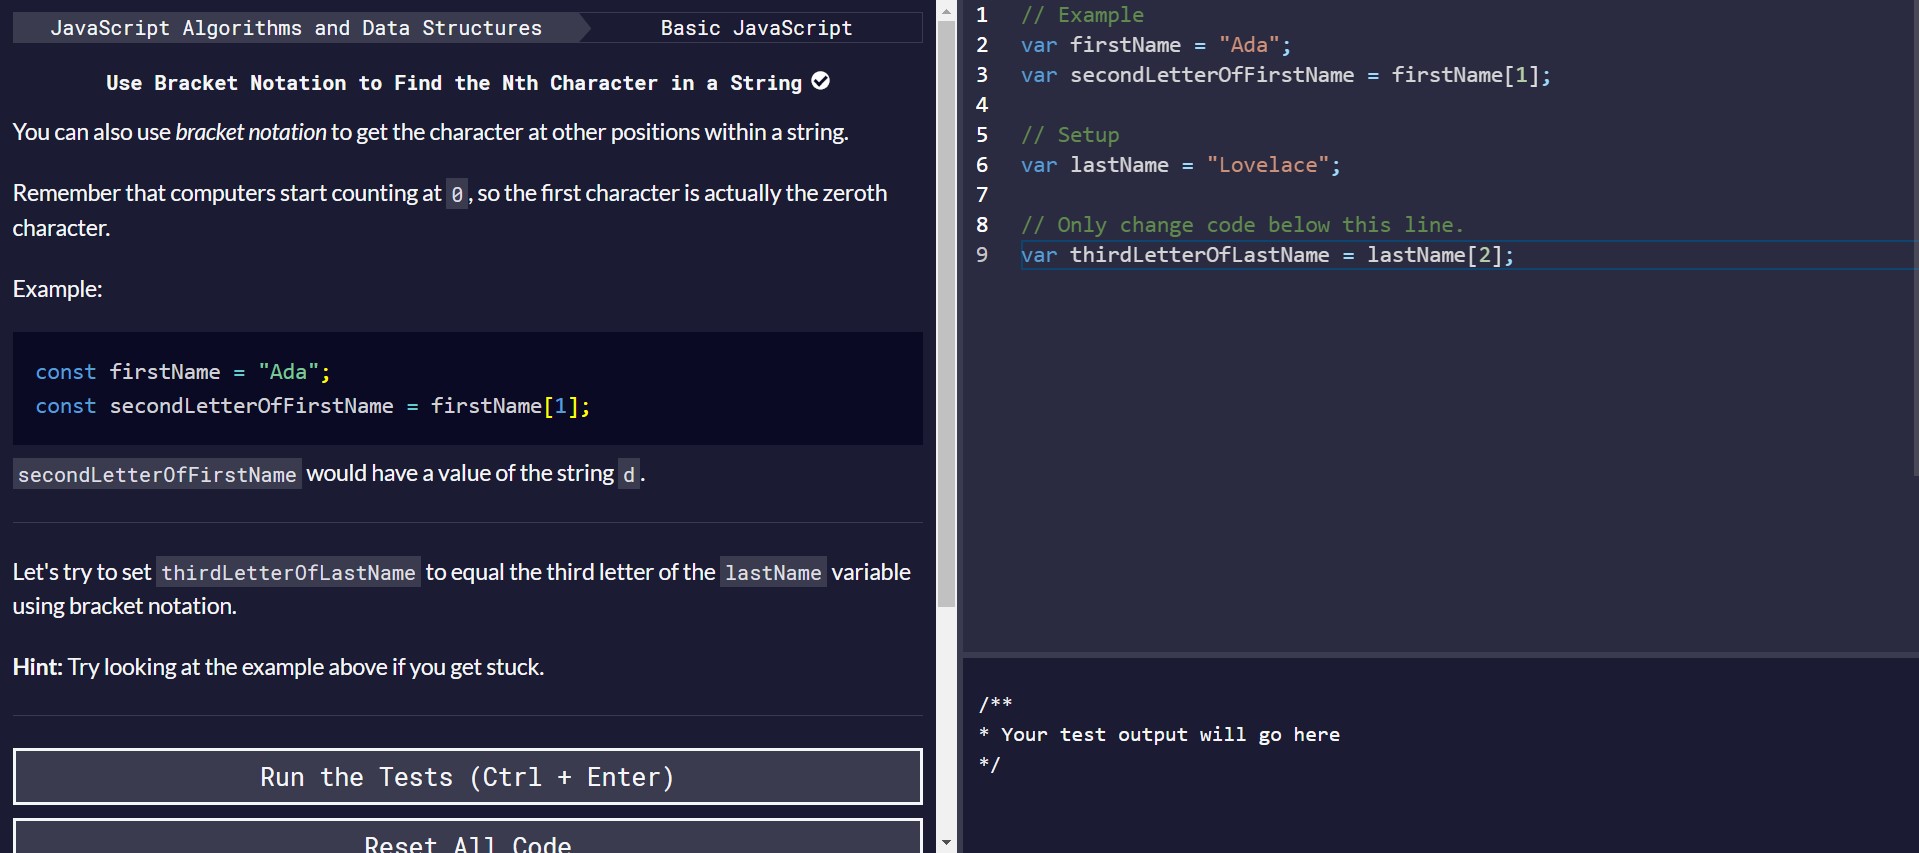 JavaScript Algorithms and Data Structures
Basic JavaScript
Use Bracket Notation to Find the Nth Character in a String
You can also use bracket notation to get the character at other positions within a string.
Remember that computers start counting at 0, so the first character is actually the zeroth
character.
Example:
const firstName = "Ada";
const secondLetterOfFirstName = firstName[1];
secondLetterOfFirstName would have a value of the string d.
Let's try to set thirdLetterOfLastName to equal the third letter of the lastName variable
using bracket notation.
Hint: Try looking at the example above if you get stuck.
Run the Tests (Ctrl + Enter)
Reset All Code
1 // Example
2 var firstName = "Ada";
3 var secondLetterOfFirstName = firstName[1];
4
5 // Setup
6 var lastName = "Lovelace";
7
8 // Only change code below this line.
9 var thirdLetterOfLastName = lastName[2];
/**
* Your test output will go here
*/